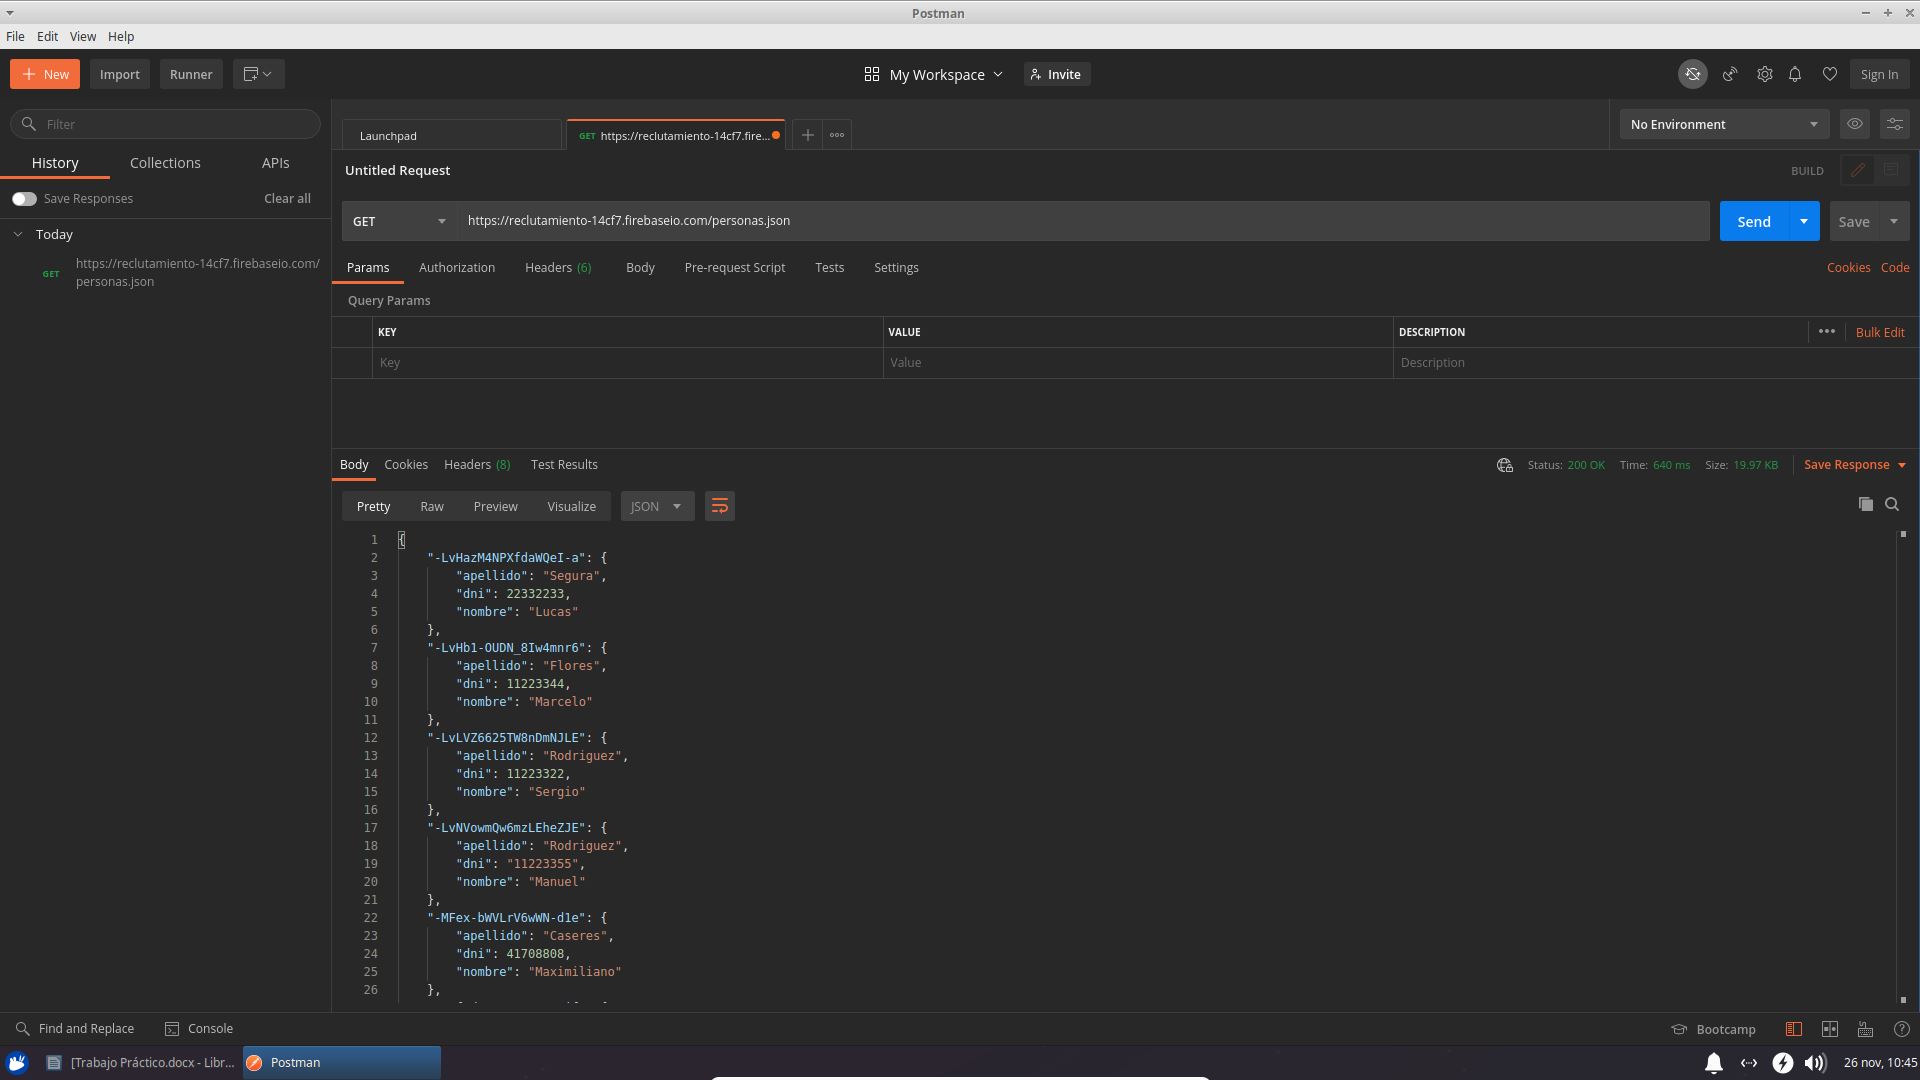 Postman
File Edit View Help
New Import Runner My Workspace Invite Sign In
Filter
History Collections APIs
Save Responses Clear all
Today
GET https://reclutamiento-14cf7.firebaseio.com/
personas.json
Launchpad GET https://reclutamiento-14cf7.fire... No Environment
Untitled Request BUILD
GET https://reclutamiento-14cf7.firebaseio.com/personas.json Send Save
Params Authorization Headers (6) Body Pre-request Script Tests Settings Cookies Code
Query Params
KEY VALUE DESCRIPTION Bulk Edit
Key Value Description
Body Cookies Headers (8) Test Results Status: 200 OK Time: 640 ms Size: 19.97 KB Save Response
Pretty Raw Preview Visualize JSON
1 {
2 "-LvHazM4NPXfdaWQeI-a": {
3 "apellido": "Segura",
4 "dni": 22332233,
5 "nombre": "Lucas"
6 },
7 "-LvHb1-OUDN_8Iw4mnr6": {
8 "apellido": "Flores",
9 "dni": 11223344,
10 "nombre": "Marcelo"
11 },
12 "-LvLVZ6625TW8nDmNJLE": {
13 "apellido": "Rodriguez",
14 "dni": 11223322,
15 "nombre": "Sergio"
16 },
17 "-LvNVowmQw6mzLEheZJE": {
18 "apellido": "Rodriguez",
19 "dni": "11223355",
20 "nombre": "Manuel"
21 },
22 "-MFex-bWVLrV6wWN-d1e": {
23 "apellido": "Caseres",
24 "dni": 41708808,
25 "nombre": "Maximiliano"
26 },
Find and Replace Console Bootcamp
[Trabajo Práctico.docx - Libr... Postman 26 nov, 10:45